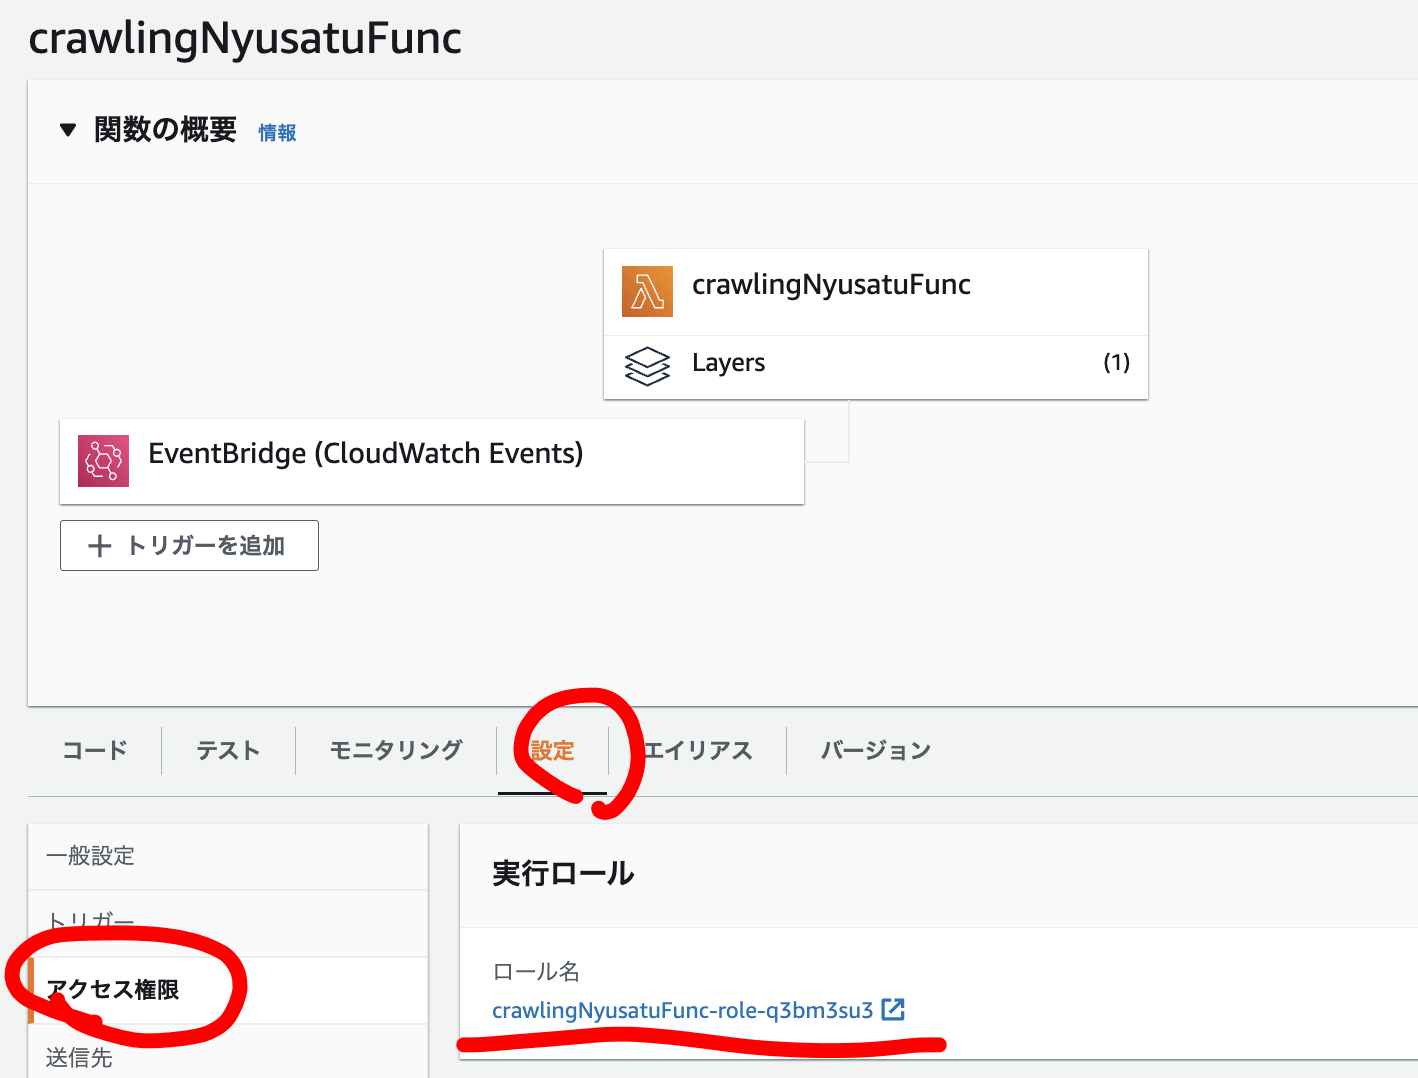 crawlingNyusatuFunc
▼ 関数の概要 情報
crawlingNyusatuFunc
Layers (1)
EventBridge (CloudWatch Events)
+ トリガーを追加
コード テスト モニタリング 設定 エイリアス バージョン
一般設定
トリガー
アクセス権限
送信先
実行ロール
ロール名
crawlingNyusatuFunc-role-q3bm3su3